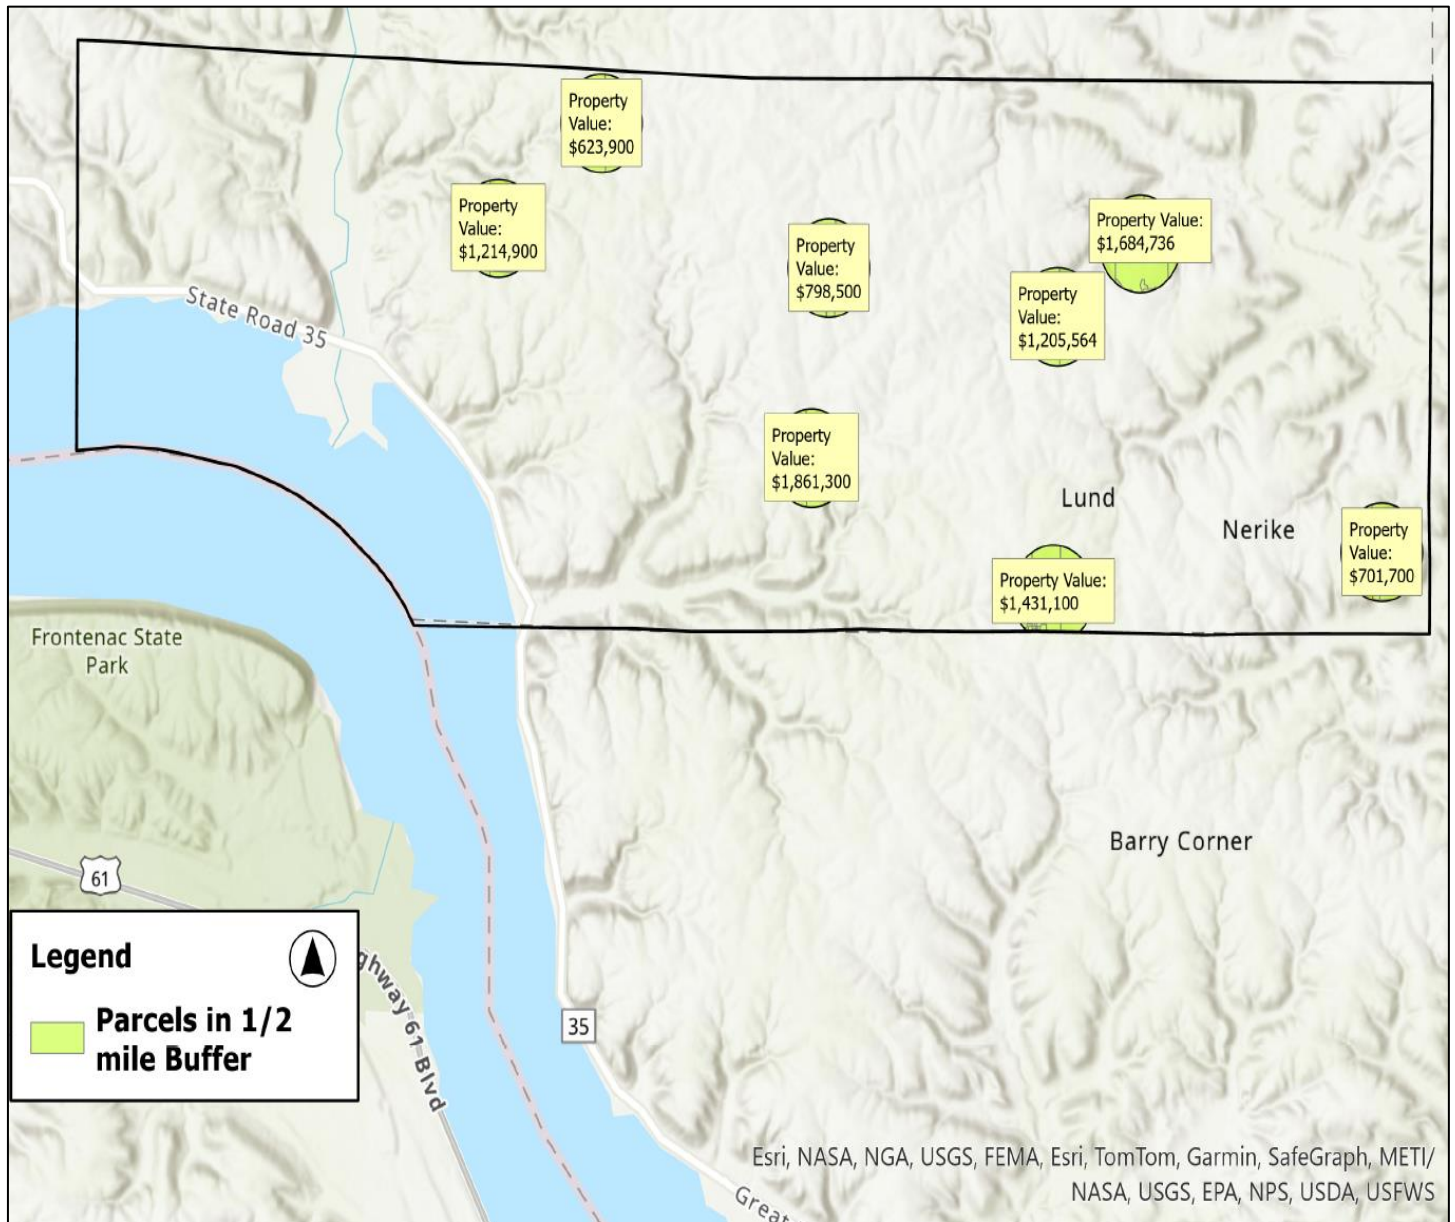 Property
Value:
$623,900
Property
Value:
$1,214,900
Property
Value:
$798,500
Property Value:
$1,684,736
Property
Value:
$1,205,564
State Road 35
Property
Value:
$1,861,300
Lund
Nerike
Property
Value:
$701,700
Property Value:
$1,431,100
Frontenac State
Park
Barry Corner
61
Legend
Parcels in 1/2
mile Buffer
ghway 61 Blvd
35
Great
Esri, NASA, NGA, USGS, FEMA, Esri, TomTom, Garmin, SafeGraph, METI/
NASA, USGS, EPA, NPS, USDA, USFWS